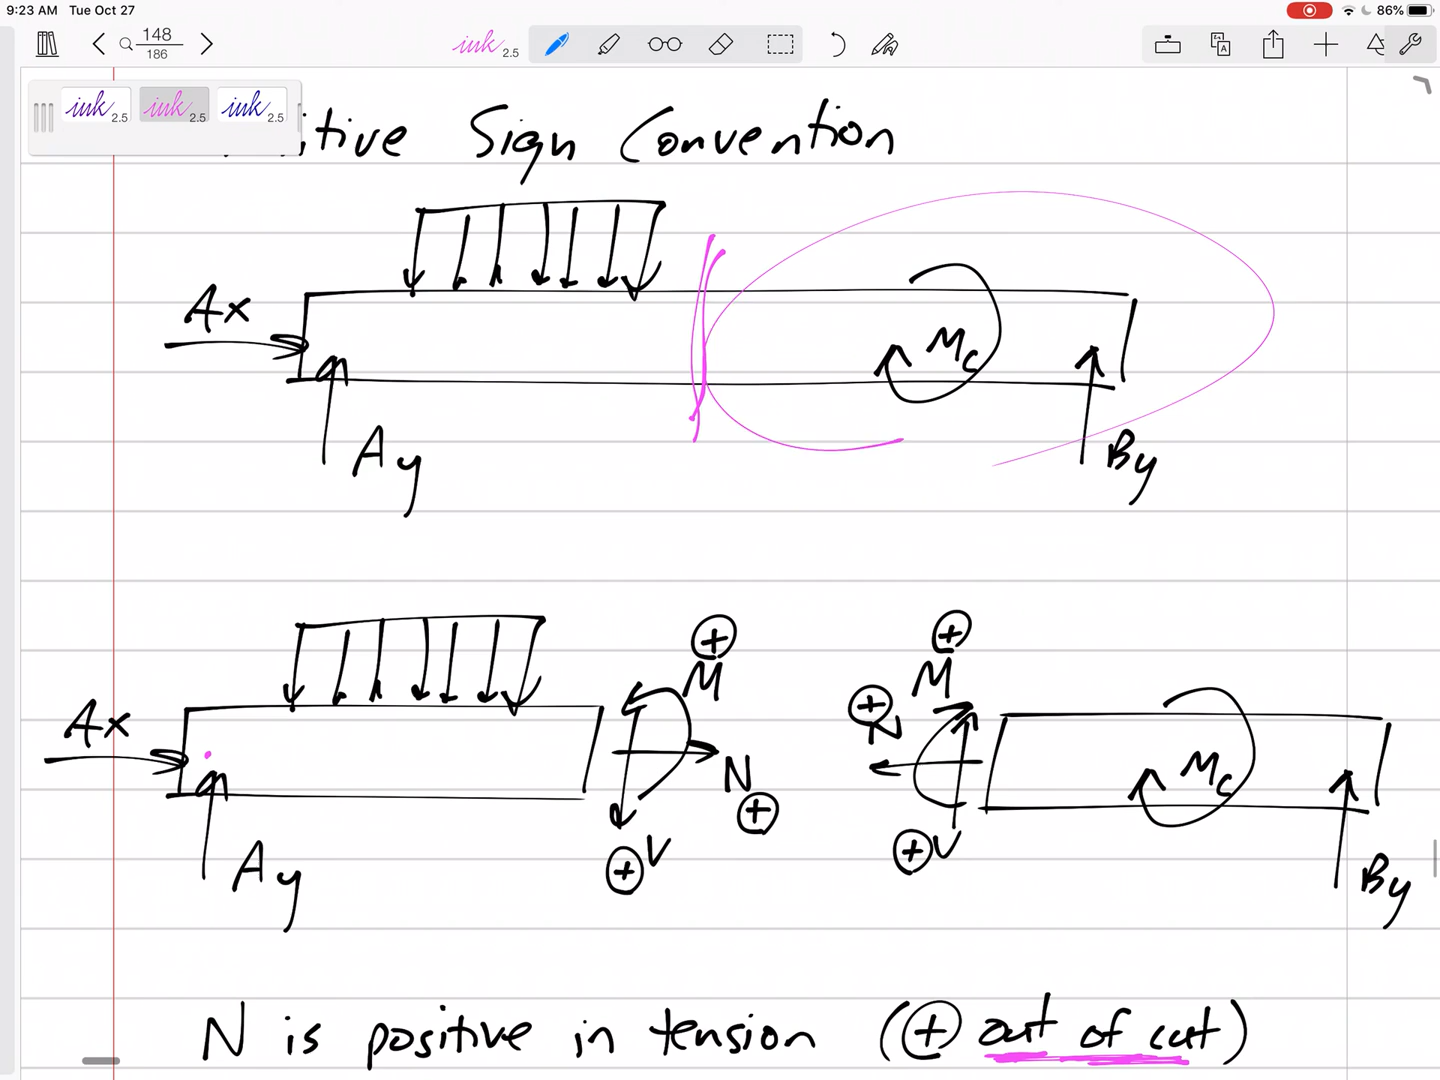 9:23 AM Tue Oct 27
86%
148
186
ink 2.5
ink 2.5 ink 2.5 ink 2.5
itive Sign Convention
Ax
Mc
Ay
By
+
+
M
M
Ax
+
N
N
Mc
+
+ V
+ V
Ay
By
N is positive in tension (+ out of cut)